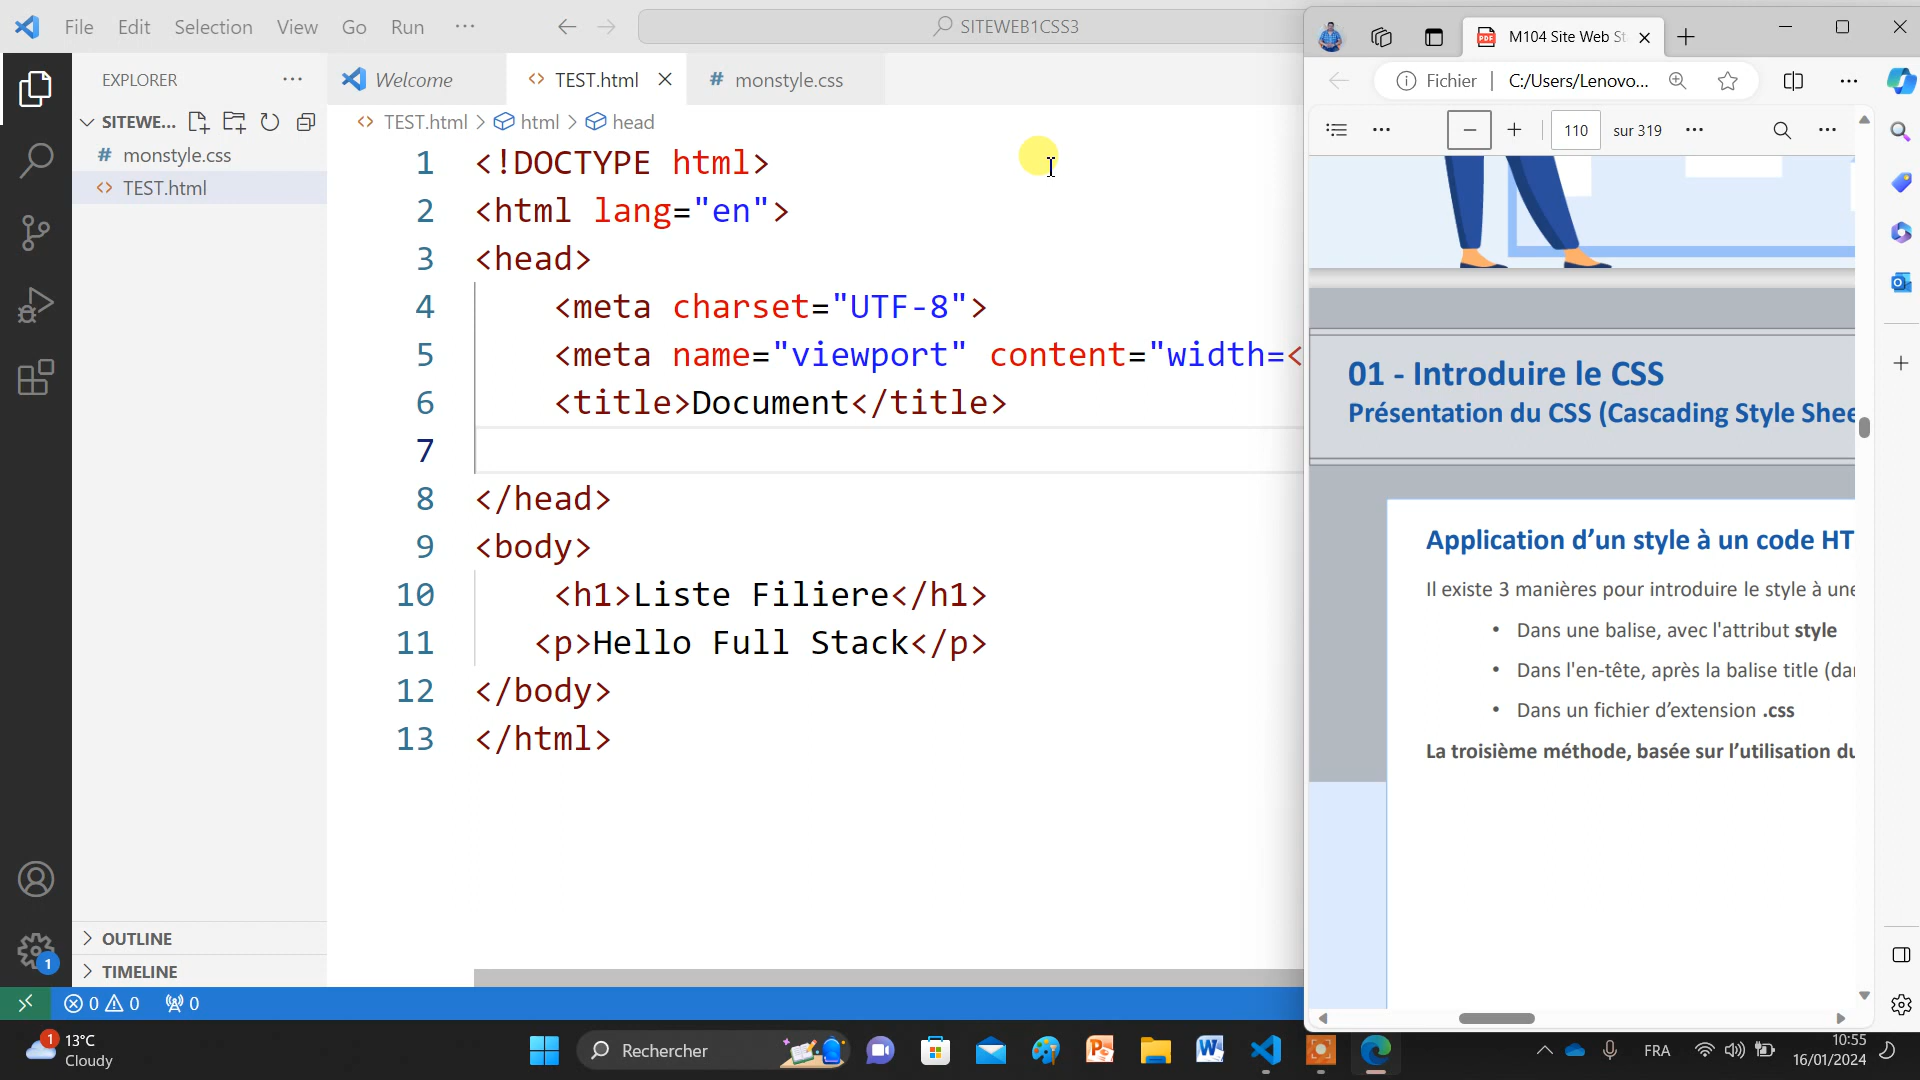 File Edit Selection View Go Run ···
SITEWEB1CSS3
EXPLORER ···
SITEWE...
# monstyle.css
<> TEST.html
OUTLINE
TIMELINE
Welcome
<> TEST.html
# monstyle.css
<> TEST.html > html > head
1 <!DOCTYPE html>
2 <html lang="en">
3 <head>
4 <meta charset="UTF-8">
5 <meta name="viewport" content="width=<
6 <title>Document</title>
7
8 </head>
9 <body>
10 <h1>Liste Filiere</h1>
11 <p>Hello Full Stack</p>
12 </body>
13 </html>
1
0 0 0
M104 Site Web St
Fichier | C:/Users/Lenovo...
110 sur 319
01 - Introduire le CSS
Présentation du CSS (Cascading Style Shee
Application d’un style à un code HT
Il existe 3 manières pour introduire le style à une
• Dans une balise, avec l'attribut style
• Dans l'en-tête, après la balise title (dan
• Dans un fichier d’extension .css
La troisième méthode, basée sur l’utilisation du
1
13°C
Cloudy
Rechercher
FRA
10:55
16/01/2024